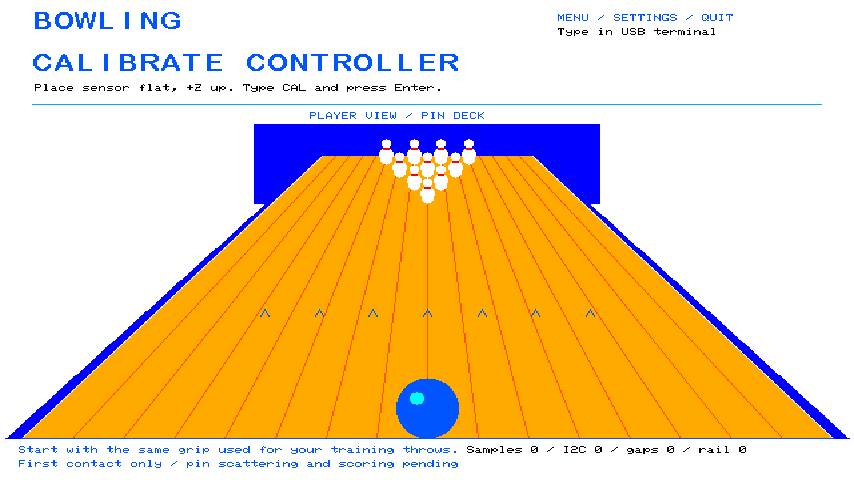 BOWLING
MENU / SETTINGS / QUIT
Type in USB terminal
CALIBRATE CONTROLLER
Place sensor flat, +Z up. Type CAL and press Enter.
PLAYER VIEW / PIN DECK
Start with the same grip used for your training throws. Samples 0 / I2C 0 / gaps 0 / rail 0
First contact only / pin scattering and scoring pending